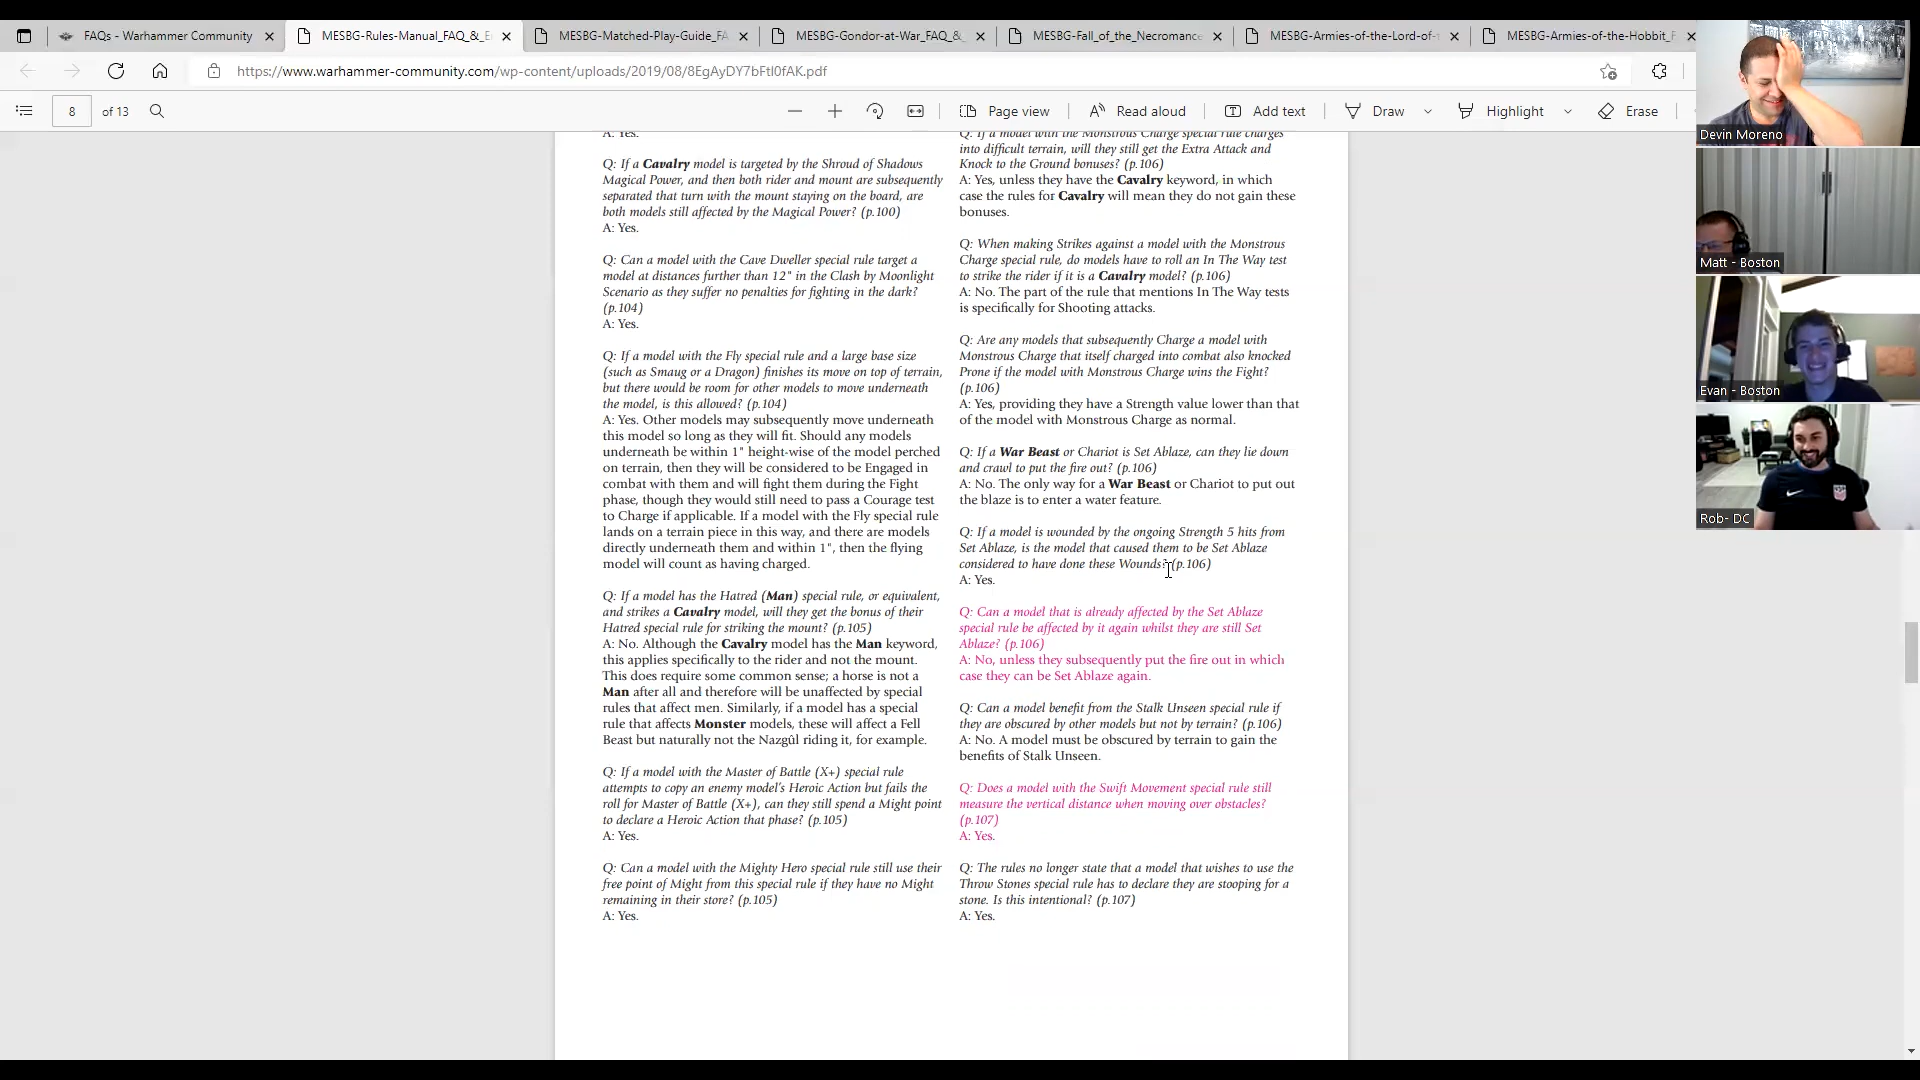 FAQs - Warhammer Community
MESBG-Rules-Manual_FAQ_&_E
MESBG-Matched-Play-Guide_FA
MESBG-Gondor-at-War_FAQ_&_
MESBG-Fall_of_the_Necromance
MESBG-Armies-of-the-Lord-of-t
MESBG-Armies-of-the-Hobbit_F
https://www.warhammer-community.com/wp-content/uploads/2019/08/8EgAyDY7bFtI0fAK.pdf
8
of 13
Page view
Read aloud
Add text
Draw
Highlight
Erase
Devin Moreno
Matt - Boston
Evan - Boston
Rob- DC
A: Yes.
Q: If a Cavalry model is targeted by the Shroud of Shadows
Magical Power, and then both rider and mount are subsequently
separated that turn with the mount staying on the board, are
both models still affected by the Magical Power? (p.100)
A: Yes.
Q: Can a model with the Cave Dweller special rule target a
model at distances further than 12" in the Clash by Moonlight
Scenario as they suffer no penalties for fighting in the dark?
(p.104)
A: Yes.
Q: If a model with the Fly special rule and a large base size
(such as Smaug or a Dragon) finishes its move on top of terrain,
but there would be room for other models to move underneath
the model, is this allowed? (p.104)
A: Yes. Other models may subsequently move underneath
this model so long as they will fit. Should any models
underneath be within 1" height-wise of the model perched
on terrain, then they will be considered to be Engaged in
combat with them and will fight them during the Fight
phase, though they would still need to pass a Courage test
to Charge if applicable. If a model with the Fly special rule
lands on a terrain piece in this way, and there are models
directly underneath them and within 1", then the flying
model will count as having charged.
Q: If a model has the Hatred (Man) special rule, or equivalent,
and strikes a Cavalry model, will they get the bonus of their
Hatred special rule for striking the mount? (p.105)
A: No. Although the Cavalry model has the Man keyword,
this applies specifically to the rider and not the mount.
This does require some common sense; a horse is not a
Man after all and therefore will be unaffected by special
rules that affect men. Similarly, if a model has a special
rule that affects Monster models, these will affect a Fell
Beast but naturally not the Nazgûl riding it, for example.
Q: If a model with the Master of Battle (X+) special rule
attempts to copy an enemy model's Heroic Action but fails the
roll for Master of Battle (X+), can they still spend a Might point
to declare a Heroic Action that phase? (p.105)
A: Yes.
Q: Can a model with the Mighty Hero special rule still use their
free point of Might from this special rule if they have no Might
remaining in their store? (p.105)
A: Yes.
Q: If a model with the Monstrous Charge special rule charges
into difficult terrain, will they still get the Extra Attack and
Knock to the Ground bonuses? (p.106)
A: Yes, unless they have the Cavalry keyword, in which
case the rules for Cavalry will mean they do not gain these
bonuses.
Q: When making Strikes against a model with the Monstrous
Charge special rule, do models have to roll an In The Way test
to strike the rider if it is a Cavalry model? (p.106)
A: No. The part of the rule that mentions In The Way tests
is specifically for Shooting attacks.
Q: Are any models that subsequently Charge a model with
Monstrous Charge that itself charged into combat also knocked
Prone if the model with Monstrous Charge wins the Fight?
(p.106)
A: Yes, providing they have a Strength value lower than that
of the model with Monstrous Charge as normal.
Q: If a War Beast or Chariot is Set Ablaze, can they lie down
and crawl to put the fire out? (p.106)
A: No. The only way for a War Beast or Chariot to put out
the blaze is to enter a water feature.
Q: If a model is wounded by the ongoing Strength 5 hits from
Set Ablaze, is the model that caused them to be Set Ablaze
considered to have done these Wounds? (p.106)
A: Yes.
Q: Can a model that is already affected by the Set Ablaze
special rule be affected by it again whilst they are still Set
Ablaze? (p.106)
A: No, unless they subsequently put the fire out in which
case they can be Set Ablaze again.
Q: Can a model benefit from the Stalk Unseen special rule if
they are obscured by other models but not by terrain? (p.106)
A: No. A model must be obscured by terrain to gain the
benefits of Stalk Unseen.
Q: Does a model with the Swift Movement special rule still
measure the vertical distance when moving over obstacles?
(p.107)
A: Yes.
Q: The rules no longer state that a model that wishes to use the
Throw Stones special rule has to declare they are stooping for a
stone. Is this intentional? (p.107)
A: Yes.